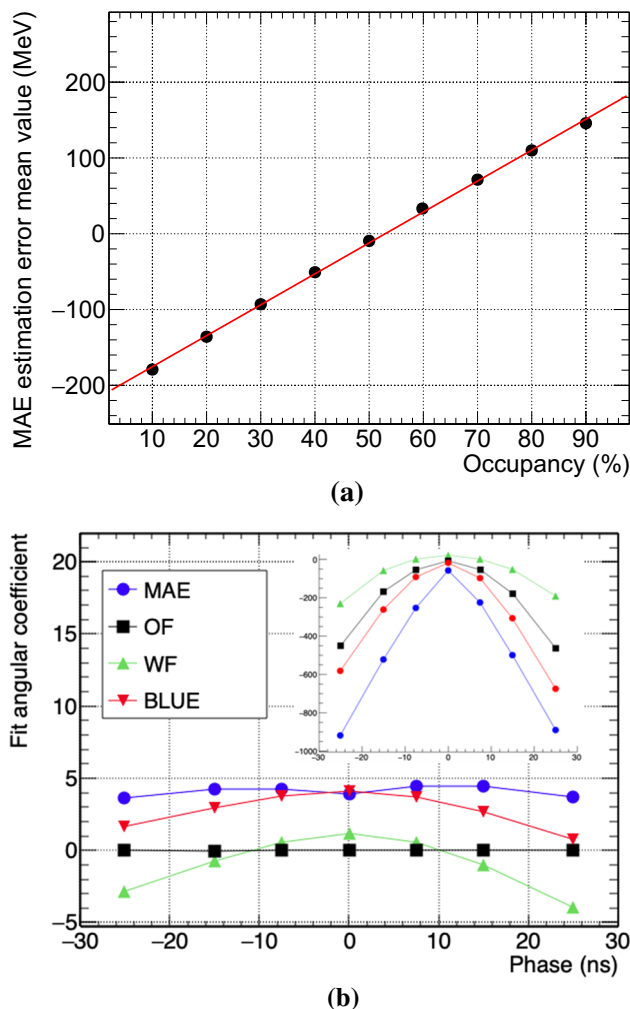 MAE estimation error mean value (MeV)
200
100
0
−100
−200
10 20 30 40 50 60 70 80 90
Occupancy (%)
(a)
Fit angular coefficient
20
15
10
5
0
−5
MAE
OF
WF
BLUE
0
−200
−400
−600
−800
−1000
−30 −20 −10 0 10 20 30
−30 −20 −10 0 10 20 30
Phase (ns)
(b)